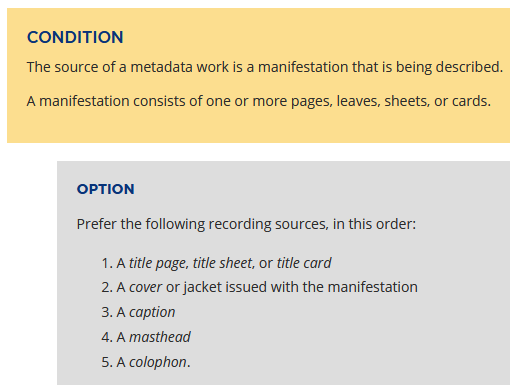 CONDITION
The source of a metadata work is a manifestation that is being described.
A manifestation consists of one or more pages, leaves, sheets, or cards.
OPTION
Prefer the following recording sources, in this order:
1. A title page, title sheet, or title card
2. A cover or jacket issued with the manifestation
3. A caption
4. A masthead
5. A colophon.